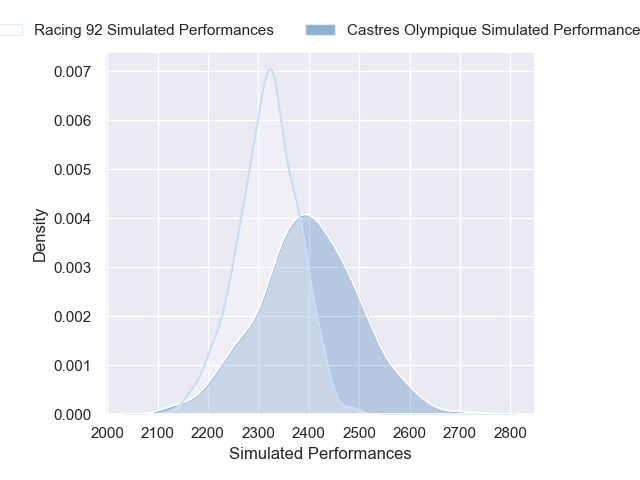 Racing 92 Simulated Performances
Castres Olympique Simulated Performance
0.007
0.006
0.005
0.004
0.003
0.002
0.001
0.000
Density
2000 2100 2200 2300 2400 2500 2600 2700 2800
Simulated Performances